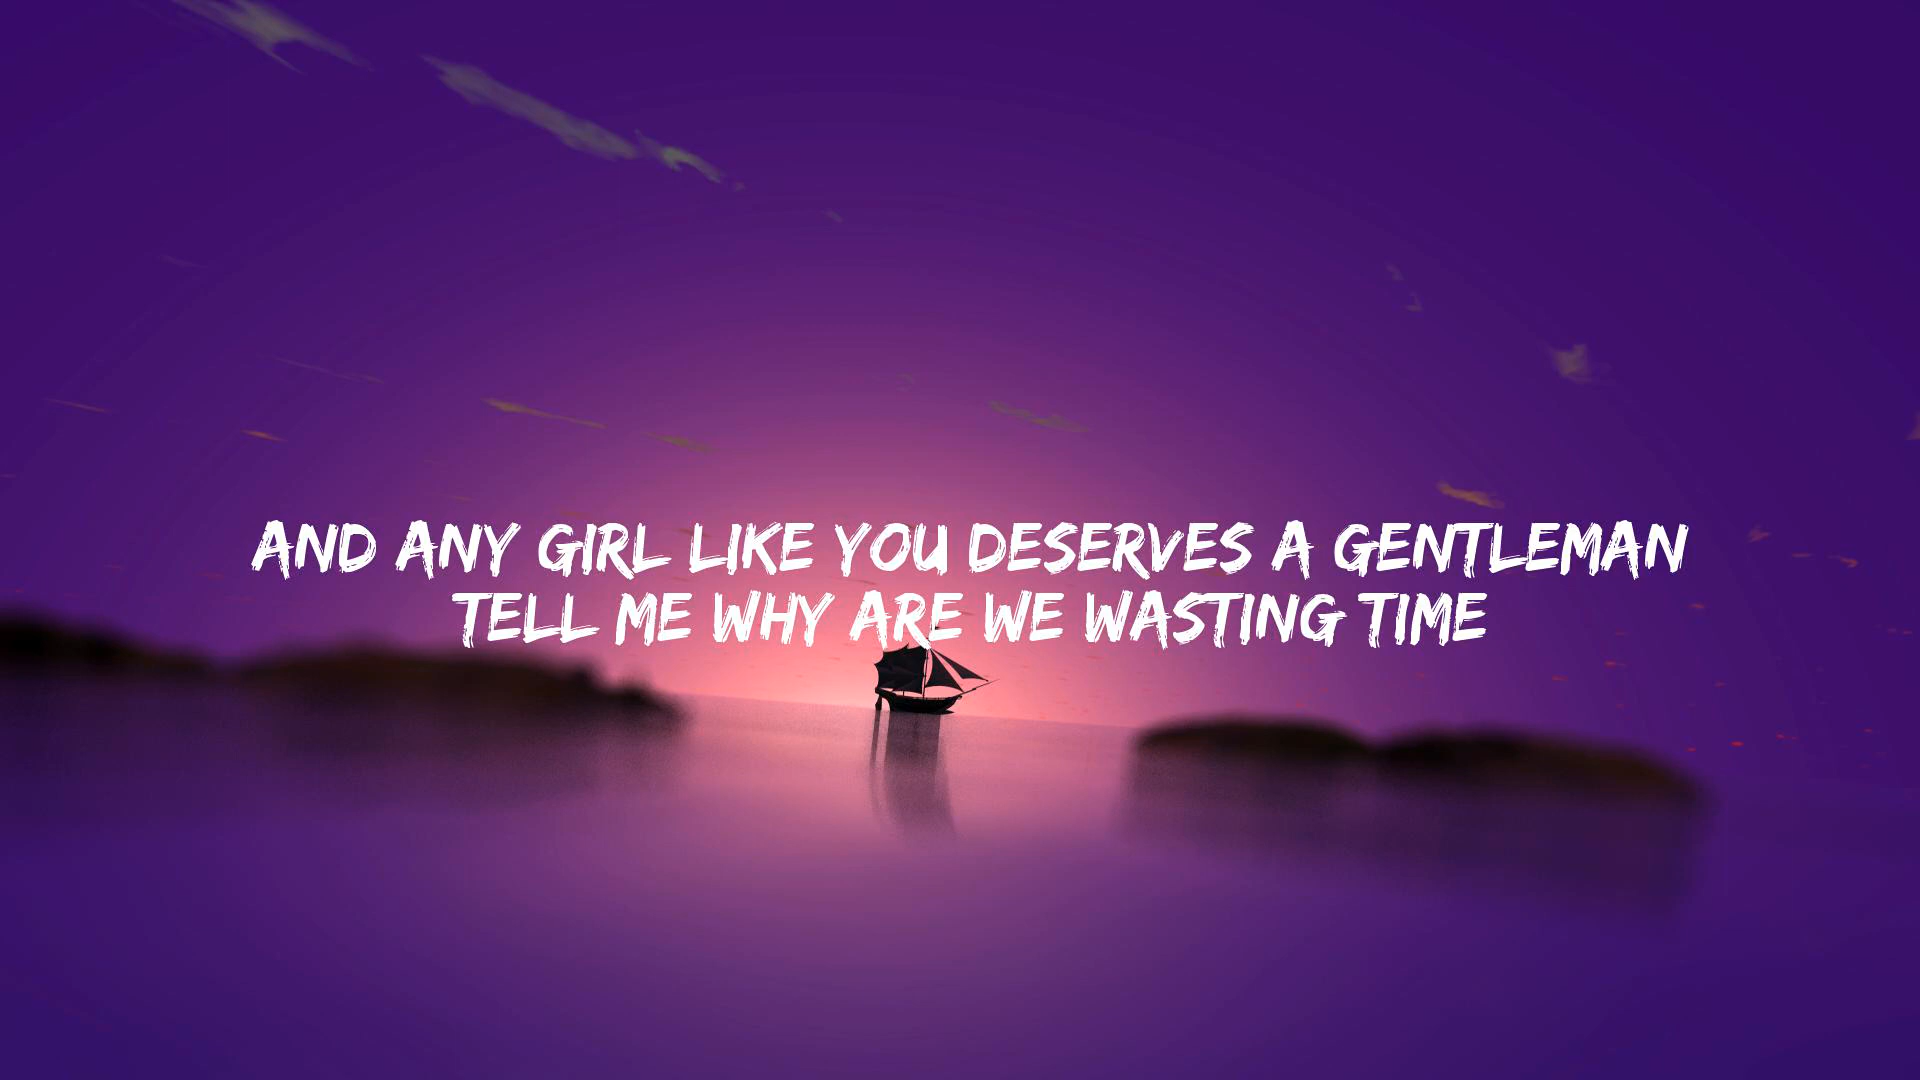 AND ANY GIRL LIKE YOU DESERVES A GENTLEMAN
TELL ME WHY ARE WE WASTING TIME